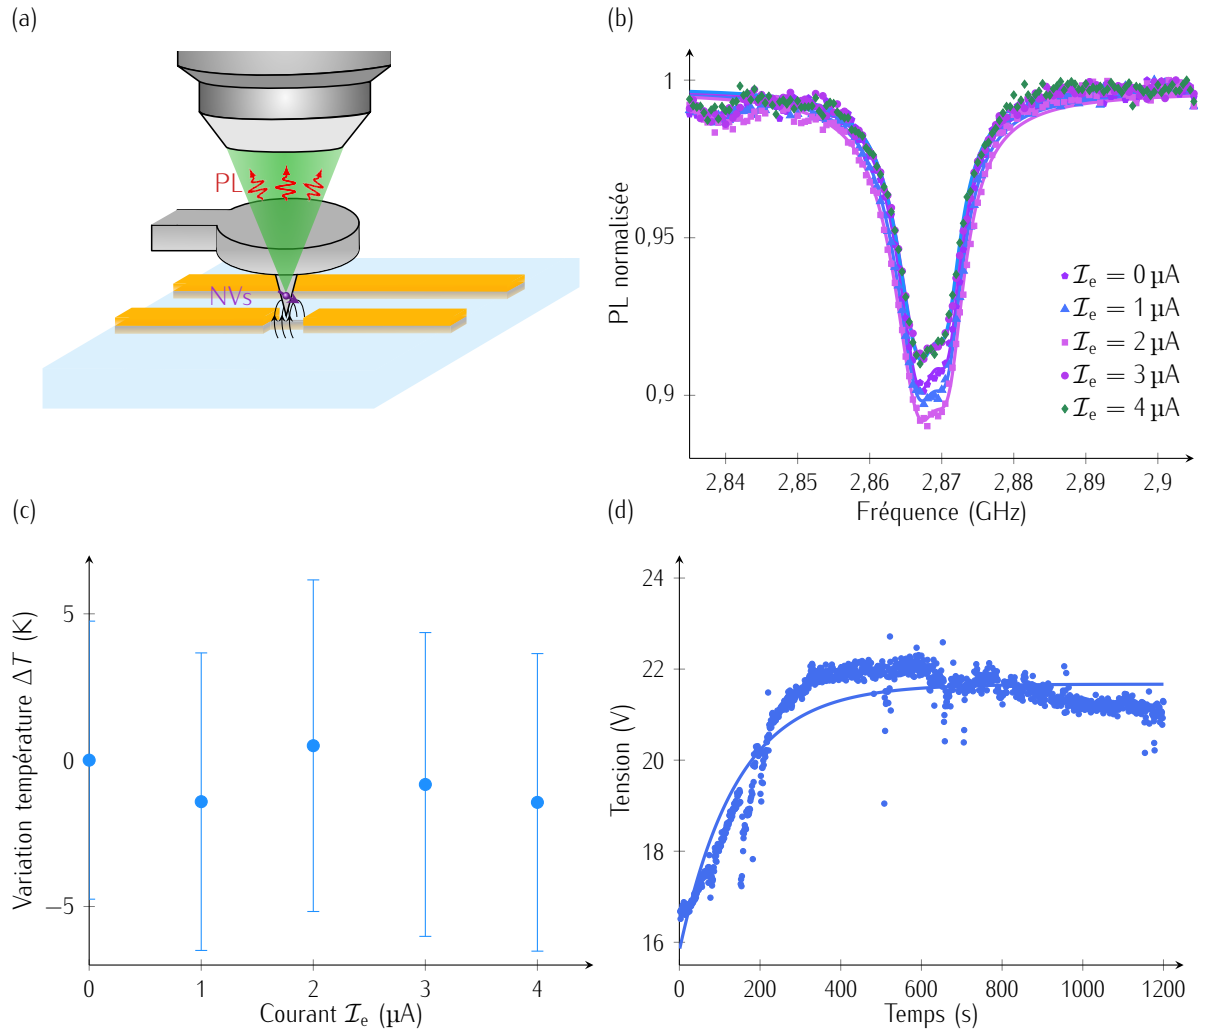 (a)
PL
NVs
(b)
1
0,95
0,9
PL normalisée
ℐe = 0 µA
ℐe = 1 µA
ℐe = 2 µA
ℐe = 3 µA
ℐe = 4 µA
2,84 2,85 2,86 2,87 2,88 2,89 2,9
Fréquence (GHz)
(c)
5
0
−5
Variation température ΔT (K)
0 1 2 3 4
Courant ℐe (µA)
(d)
24
22
20
18
16
Tension (V)
0 200 400 600 800 1000 1200
Temps (s)